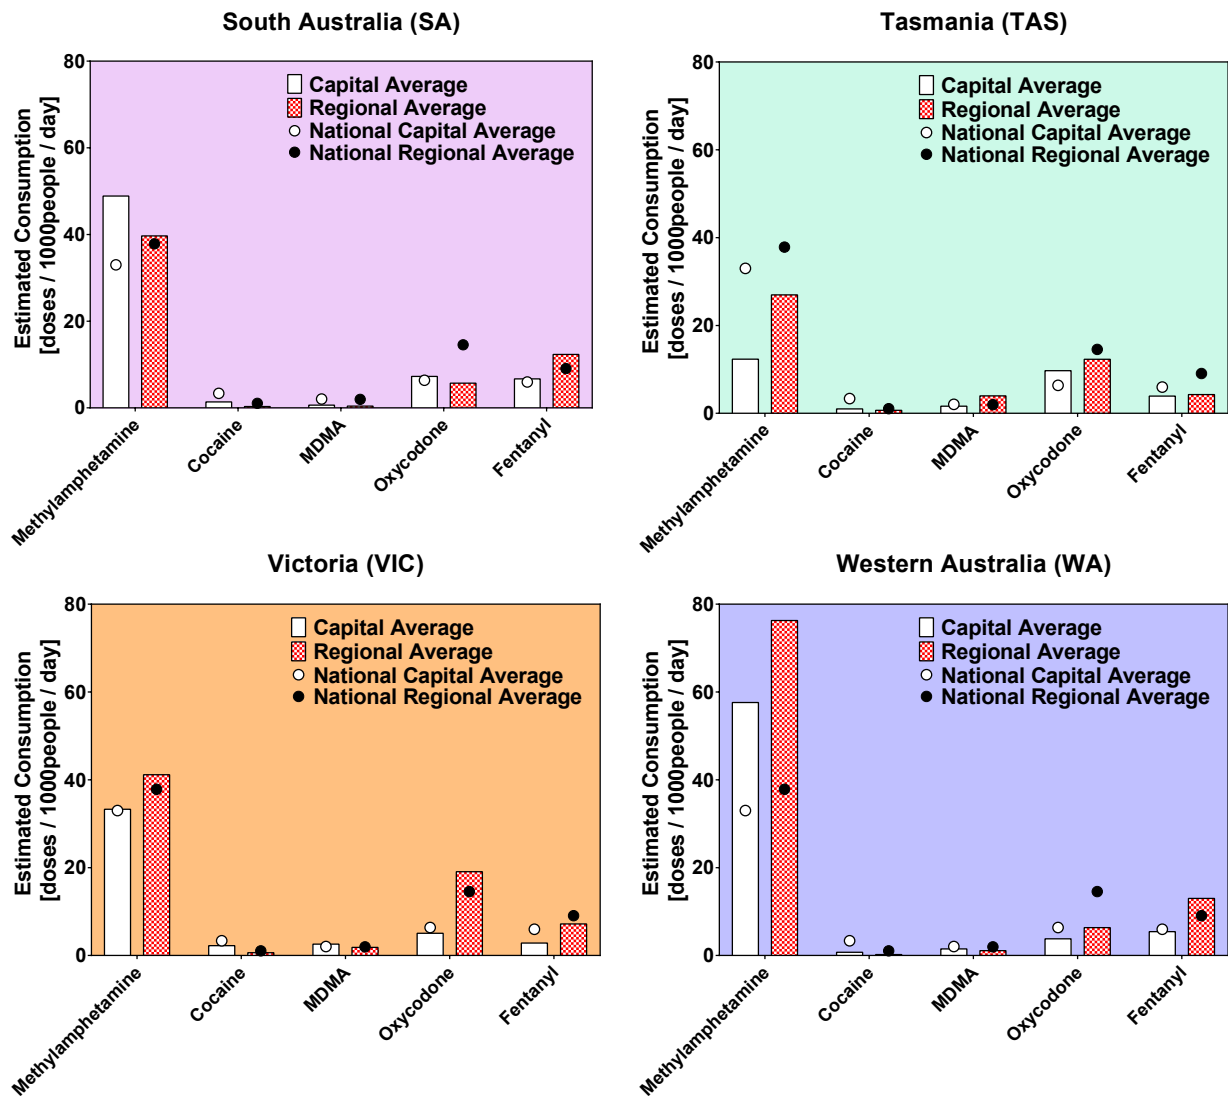 South Australia (SA)
Estimated Consumption
[doses / 1000people / day]
80
60
40
20
0
Capital Average
Regional Average
National Capital Average
National Regional Average
Methylamphetamine
Cocaine
MDMA
Oxycodone
Fentanyl
Tasmania (TAS)
Estimated Consumption
[doses / 1000people / day]
80
60
40
20
0
Capital Average
Regional Average
National Capital Average
National Regional Average
Methylamphetamine
Cocaine
MDMA
Oxycodone
Fentanyl
Victoria (VIC)
Estimated Consumption
[doses / 1000people / day]
80
60
40
20
0
Capital Average
Regional Average
National Capital Average
National Regional Average
Methylamphetamine
Cocaine
MDMA
Oxycodone
Fentanyl
Western Australia (WA)
Estimated Consumption
[doses / 1000people / day]
80
60
40
20
0
Capital Average
Regional Average
National Capital Average
National Regional Average
Methylamphetamine
Cocaine
MDMA
Oxycodone
Fentanyl